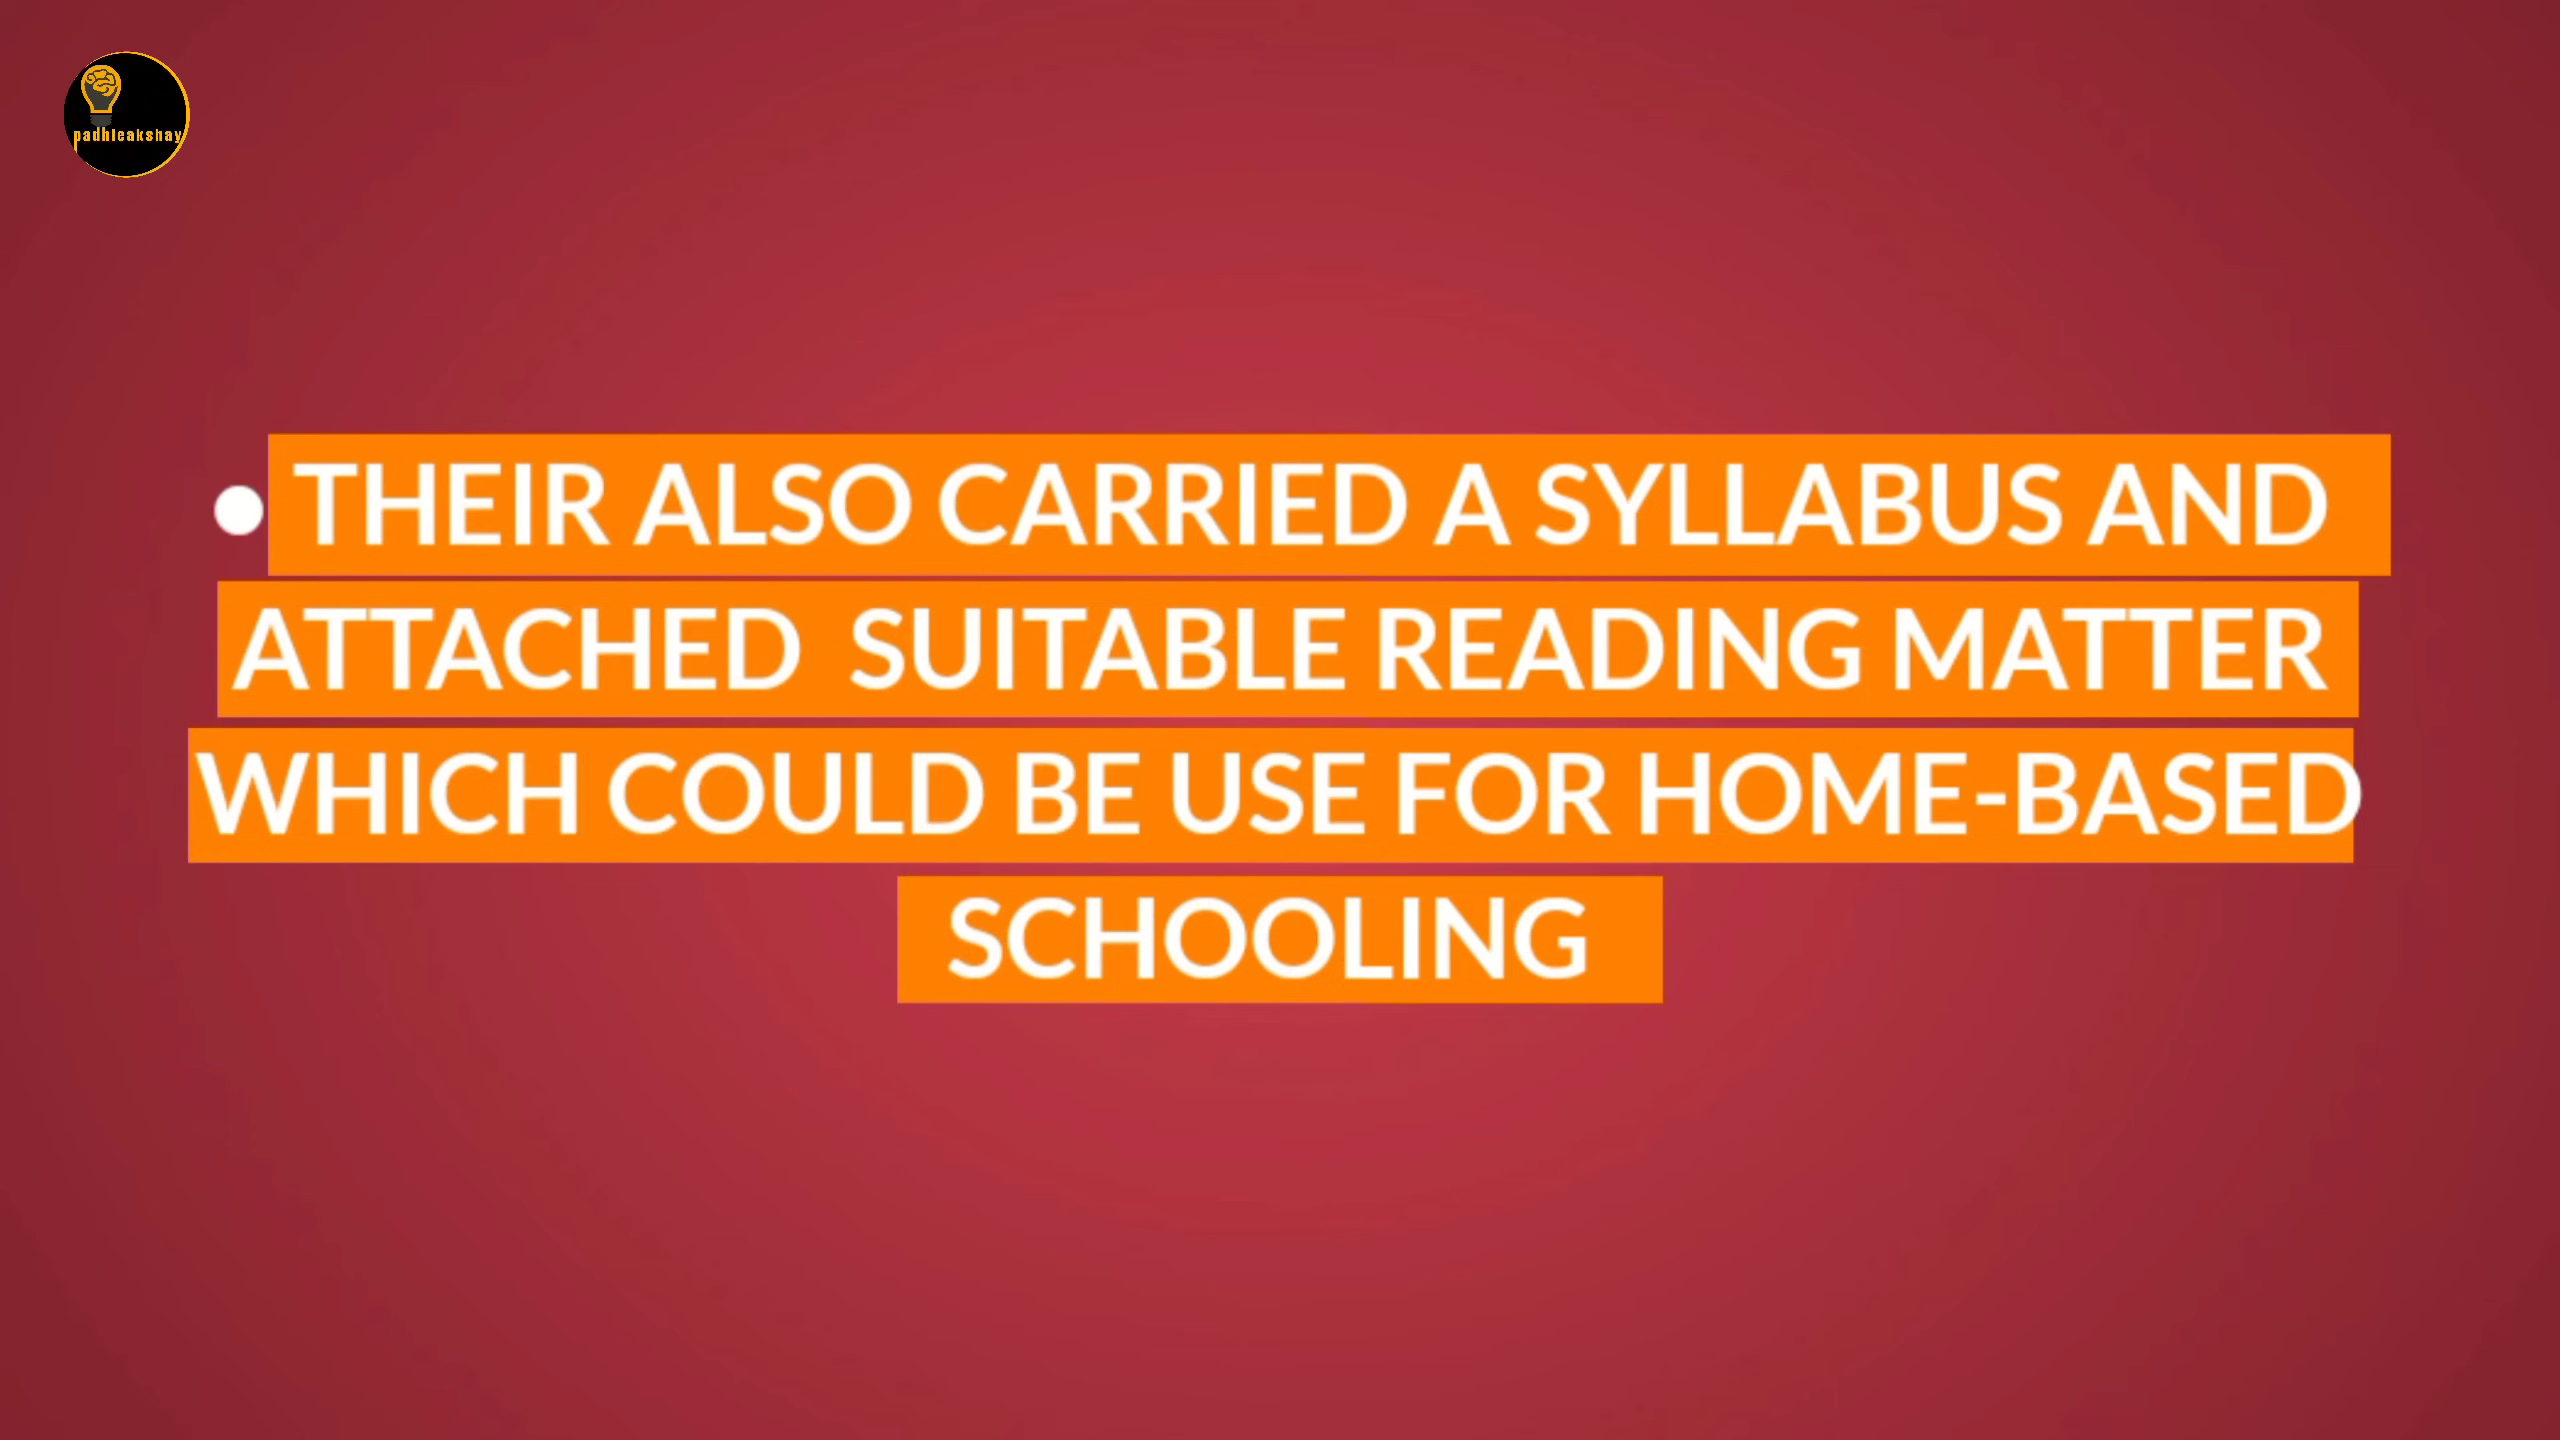 padhleakshay
• THEIR ALSO CARRIED A SYLLABUS AND
ATTACHED SUITABLE READING MATTER
WHICH COULD BE USE FOR HOME-BASED
SCHOOLING